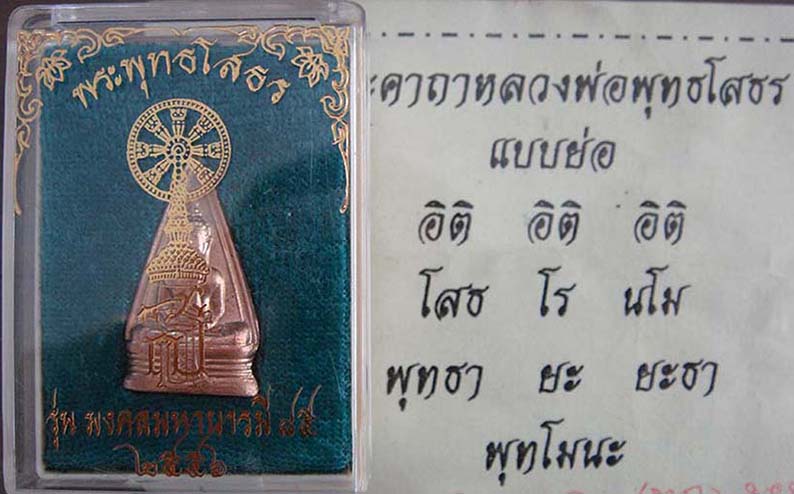 พระพุทธโสธร
รุ่น มงคลมหาบารมี ๘๕
๒๕๕๖
ะคาถาหลวงพ่อพุทธโสธร
แบบย่อ
อิติ อิติ อิติ
โสธ โร นโม
พุทธา ยะ ยะธา
พุทโมนะ